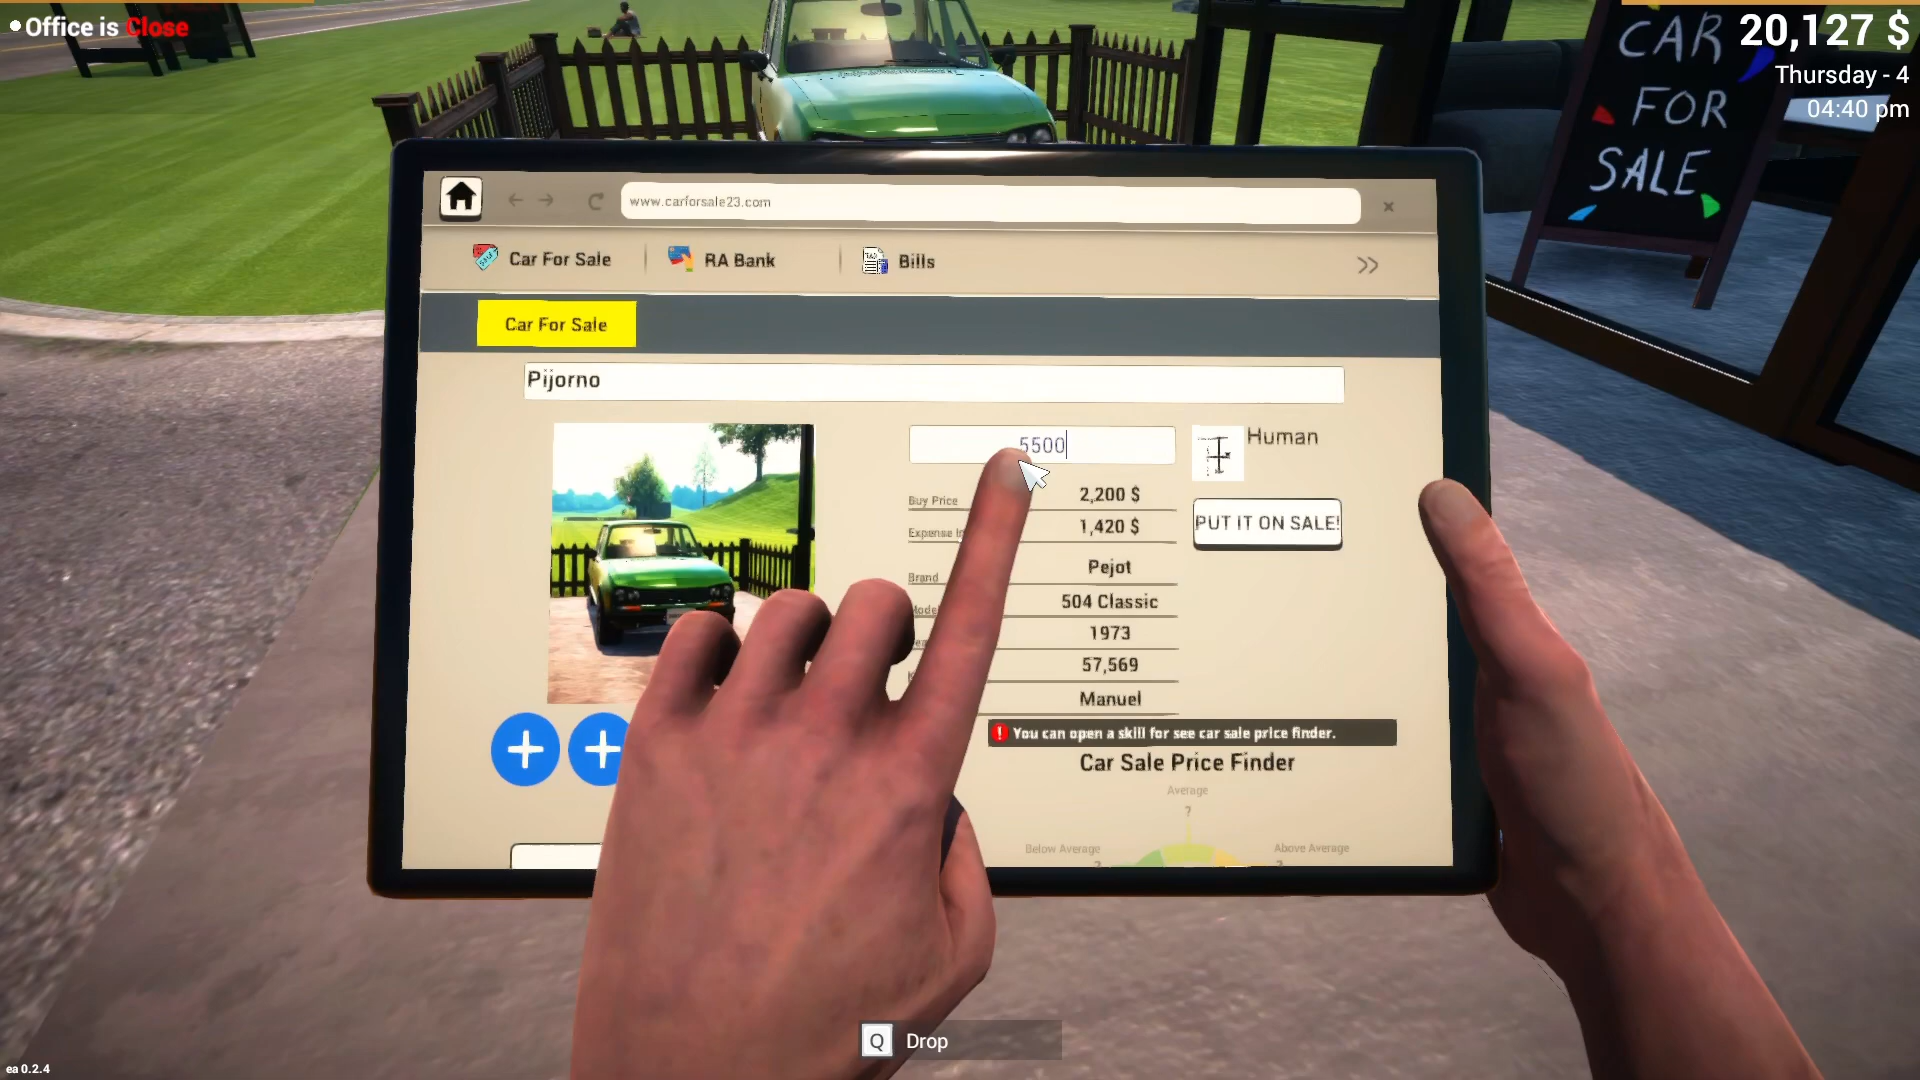 Office is Close
20,127 $
Thursday - 4
04:40 pm
CAR
FOR
SALE
www.carforsale23.com
Car For Sale
RA Bank
Bills
Car For Sale
Pijorno
5500
Human
Buy Price 2,200 $
Expense 1,420 $
PUT IT ON SALE!
Brand Pejot
504 Classic
1973
57,569
Manuel
You can open a skill for see car sale price finder.
Car Sale Price Finder
Average
?
Below Average
Above Average
?
?
Q Drop
ea 0.2.4